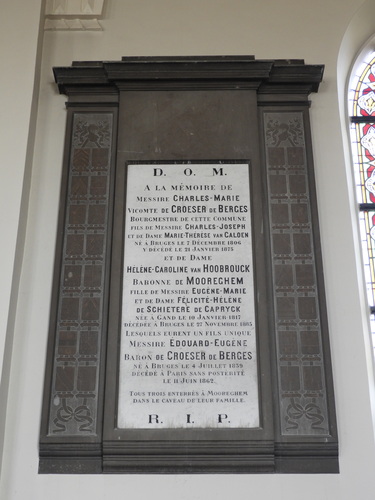 D. O. M.
A LA MÉMOIRE DE
MESSIRE CHARLES-MARIE
VICOMTE DE CROESER DE BERGES
BOURGMESTRE DE CETTE COMMUNE
FILS DE MESSIRE CHARLES-JOSEPH
ET DE DAME MARIE-THÉRÈSE VAN CALOEN
NÉ A BRUGES LE 7 DÉCEMBRE 1806
Y DÉCÉDÉ LE 21 JANVIER 1875
ET DE DAME
HÉLÈNE-CAROLINE VAN HOOBROUCK
BARONNE DE MOOREGHEM
FILLE DE MESSIRE EUGÈNE-MARIE
ET DE DAME FÉLICITÉ-HÉLÈNE
DE SCHIETERE DE CAPRYCK
NÉE A GAND LE 19 JANVIER 1817
DÉCÉDÉE A BRUGES LE 27 NOVEMBRE 1885
LESQUELS EURENT UN FILS UNIQUE
MESSIRE EDOUARD-EUGÈNE
BARON DE CROESER DE BERGES
NÉ A BRUGES LE 4 JUILLET 1839
DÉCÉDÉ A PARIS SANS POSTÉRITÉ
LE 11 JUIN 1862.
TOUS TROIS ENTERRÉS A MOOREGHEM
DANS LE CAVEAU DE LEUR FAMILLE.
R. I. P.